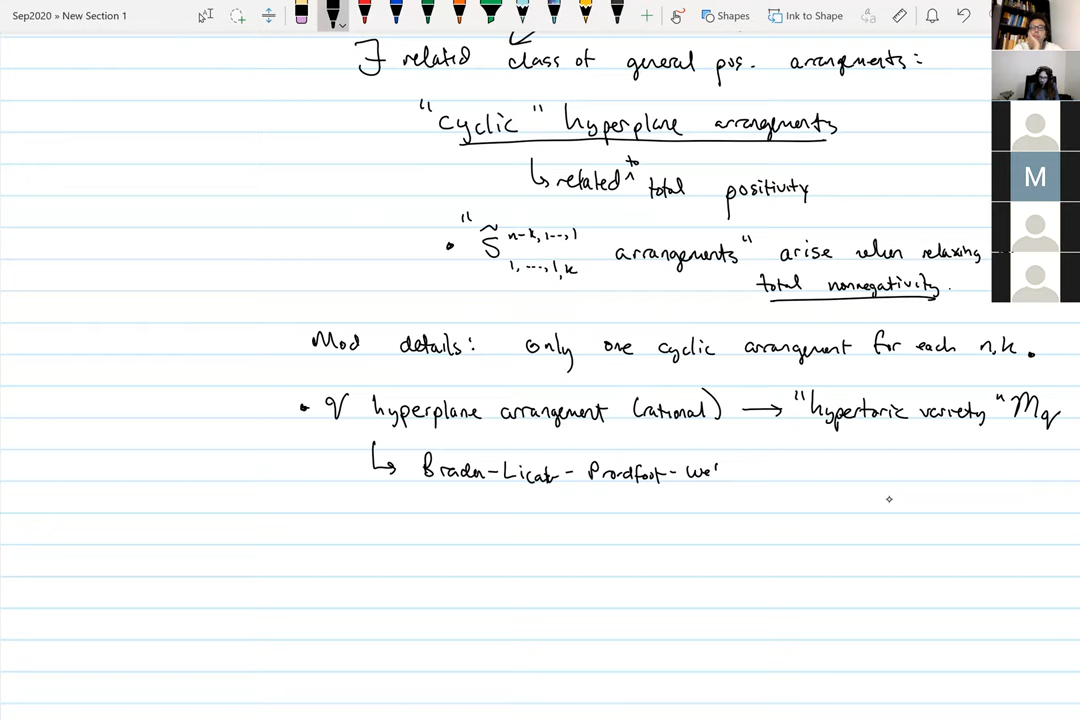 Sep2020 » New Section 1
Shapes
Ink to Shape
∃ related class of general pos. arrangements:
"cyclic" hyperplane arrangements
↳ related ^to total positivity
M
• "S̃^{n-k,1,...,1}_{1,...,1,k} arrangements" arise when relaxing
total nonnegativity.
Mod details: only one cyclic arrangement for each n,k.
• V hyperplane arrangement (rational) → "hypertoric variety" M_V
↳ Braden-Licata-Proudfoot-We